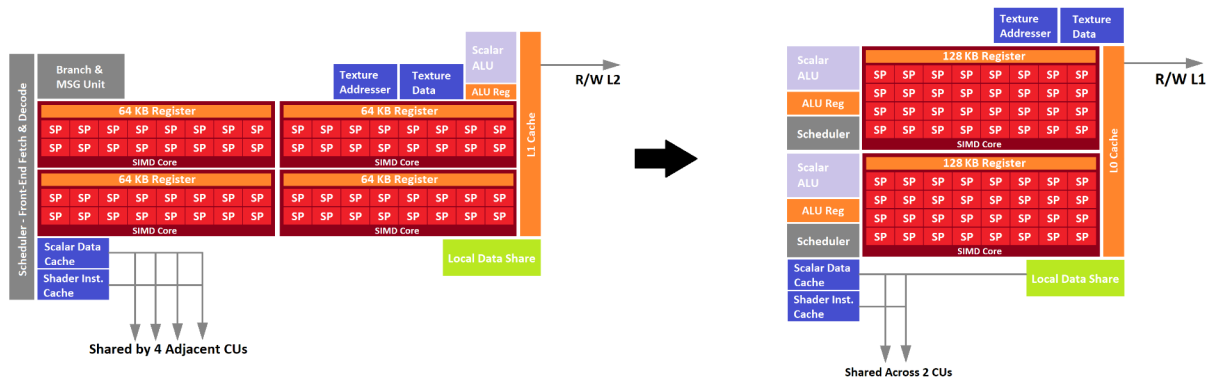 Scheduler - Front-End Fetch & Decode
Branch &
MSG Unit
Texture
Addresser
Texture
Data
Scalar
ALU
ALU Reg
L1 Cache
R/W L2
64 KB Register
SP SP SP SP SP SP SP SP
SP SP SP SP SP SP SP SP
SIMD Core
64 KB Register
SP SP SP SP SP SP SP SP
SP SP SP SP SP SP SP SP
SIMD Core
64 KB Register
SP SP SP SP SP SP SP SP
SP SP SP SP SP SP SP SP
SIMD Core
64 KB Register
SP SP SP SP SP SP SP SP
SP SP SP SP SP SP SP SP
SIMD Core
Scalar Data
Cache
Shader Inst.
Cache
Local Data Share
Shared by 4 Adjacent CUs
Texture
Addresser
Texture
Data
R/W L1
Scalar
ALU
ALU Reg
Scheduler
128 KB Register
SP SP SP SP SP SP SP SP
SP SP SP SP SP SP SP SP
SP SP SP SP SP SP SP SP
SP SP SP SP SP SP SP SP
SIMD Core
L0 Cache
Scalar
ALU
ALU Reg
Scheduler
128 KB Register
SP SP SP SP SP SP SP SP
SP SP SP SP SP SP SP SP
SP SP SP SP SP SP SP SP
SP SP SP SP SP SP SP SP
SIMD Core
Scalar Data
Cache
Shader Inst.
Cache
Local Data Share
Shared Across 2 CUs